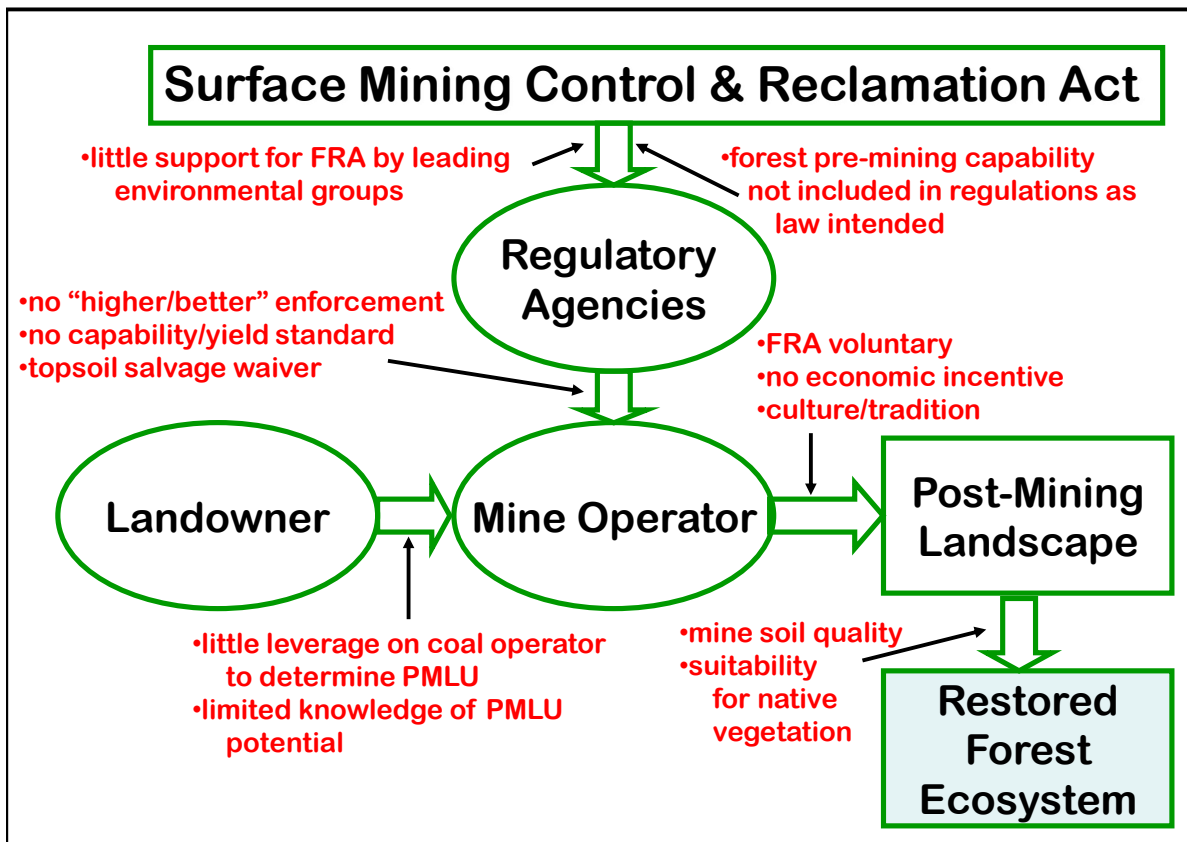 Surface Mining Control & Reclamation Act
•little support for FRA by leading
environmental groups
•forest pre-mining capability
not included in regulations as
law intended
Regulatory
Agencies
•no “higher/better” enforcement
•no capability/yield standard
•topsoil salvage waiver
•FRA voluntary
•no economic incentive
•culture/tradition
Landowner
Mine Operator
Post-Mining
Landscape
•little leverage on coal operator
to determine PMLU
•limited knowledge of PMLU
potential
•mine soil quality
•suitability
for native
vegetation
Restored
Forest
Ecosystem